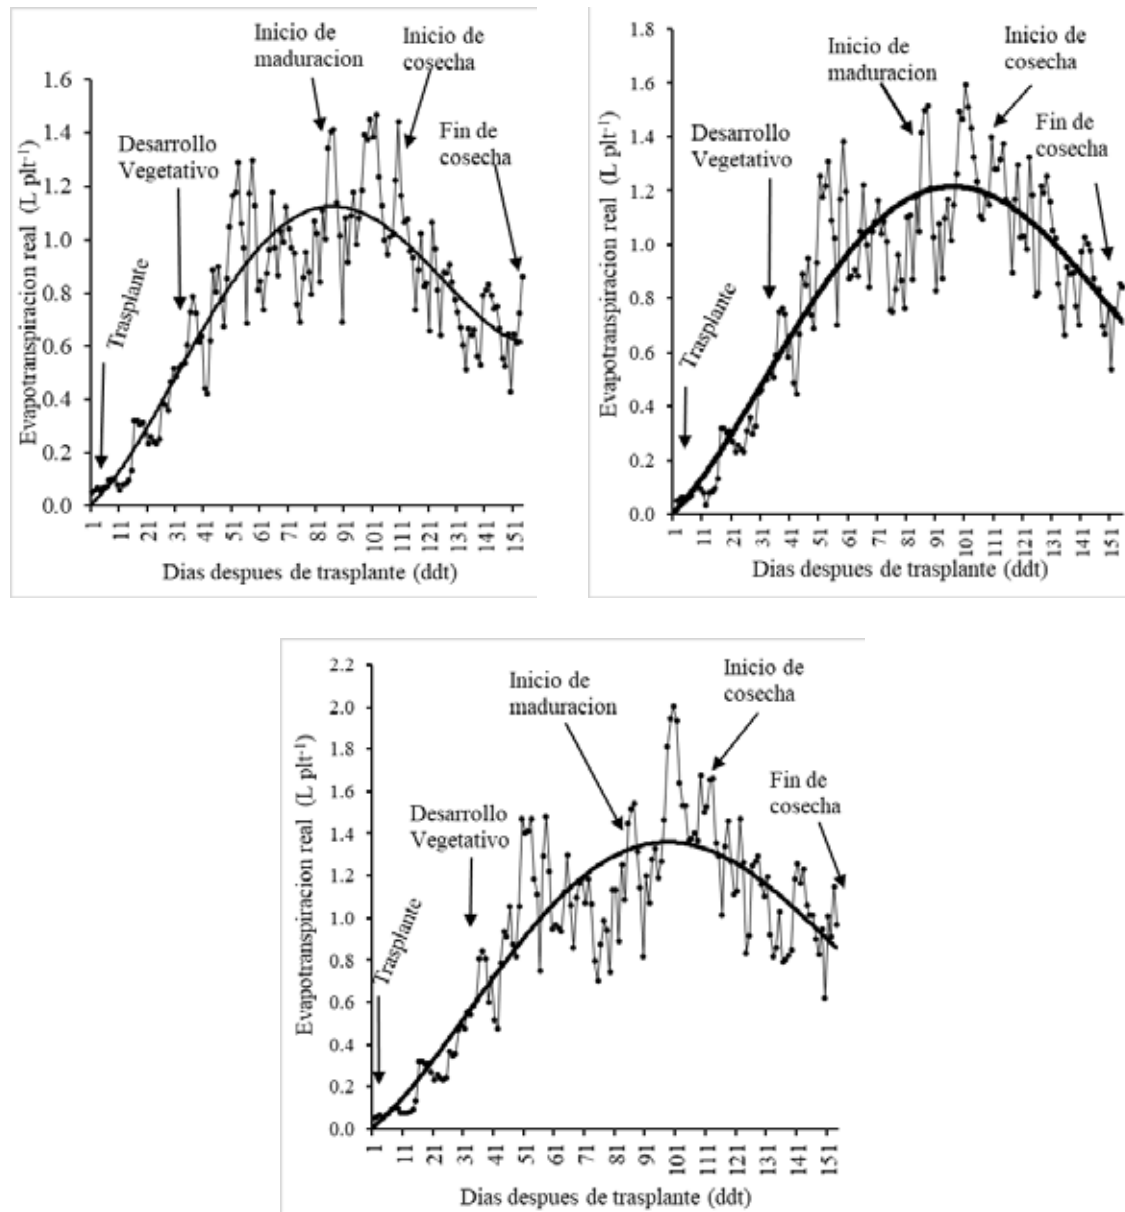 Inicio de
maduracion
Inicio de
cosecha
Desarrollo
Vegetativo
Fin de
cosecha
Trasplante
Evapotranspiracion real (L plt⁻¹)
1.6
1.4
1.2
1.0
0.8
0.6
0.4
0.2
0.0
1 11 21 31 41 51 61 71 81 91 101 111 121 131 141 151
Dias despues de trasplante (ddt)
Inicio de
maduracion
Inicio de
cosecha
Desarrollo
Vegetativo
Fin de
cosecha
Trasplante
Evapotranspiracion real (L plt⁻¹)
1.8
1.6
1.4
1.2
1.0
0.8
0.6
0.4
0.2
0.0
1 11 21 31 41 51 61 71 81 91 101 111 121 131 141 151
Dias despues de trasplante (ddt)
Inicio de
maduracion
Inicio de
cosecha
Desarrollo
Vegetativo
Fin de
cosecha
Trasplante
Evapotranspiracion real (L plt⁻¹)
2.2
2.0
1.8
1.6
1.4
1.2
1.0
0.8
0.6
0.4
0.2
0.0
1 11 21 31 41 51 61 71 81 91 101 111 121 131 141 151
Dias despues de trasplante (ddt)